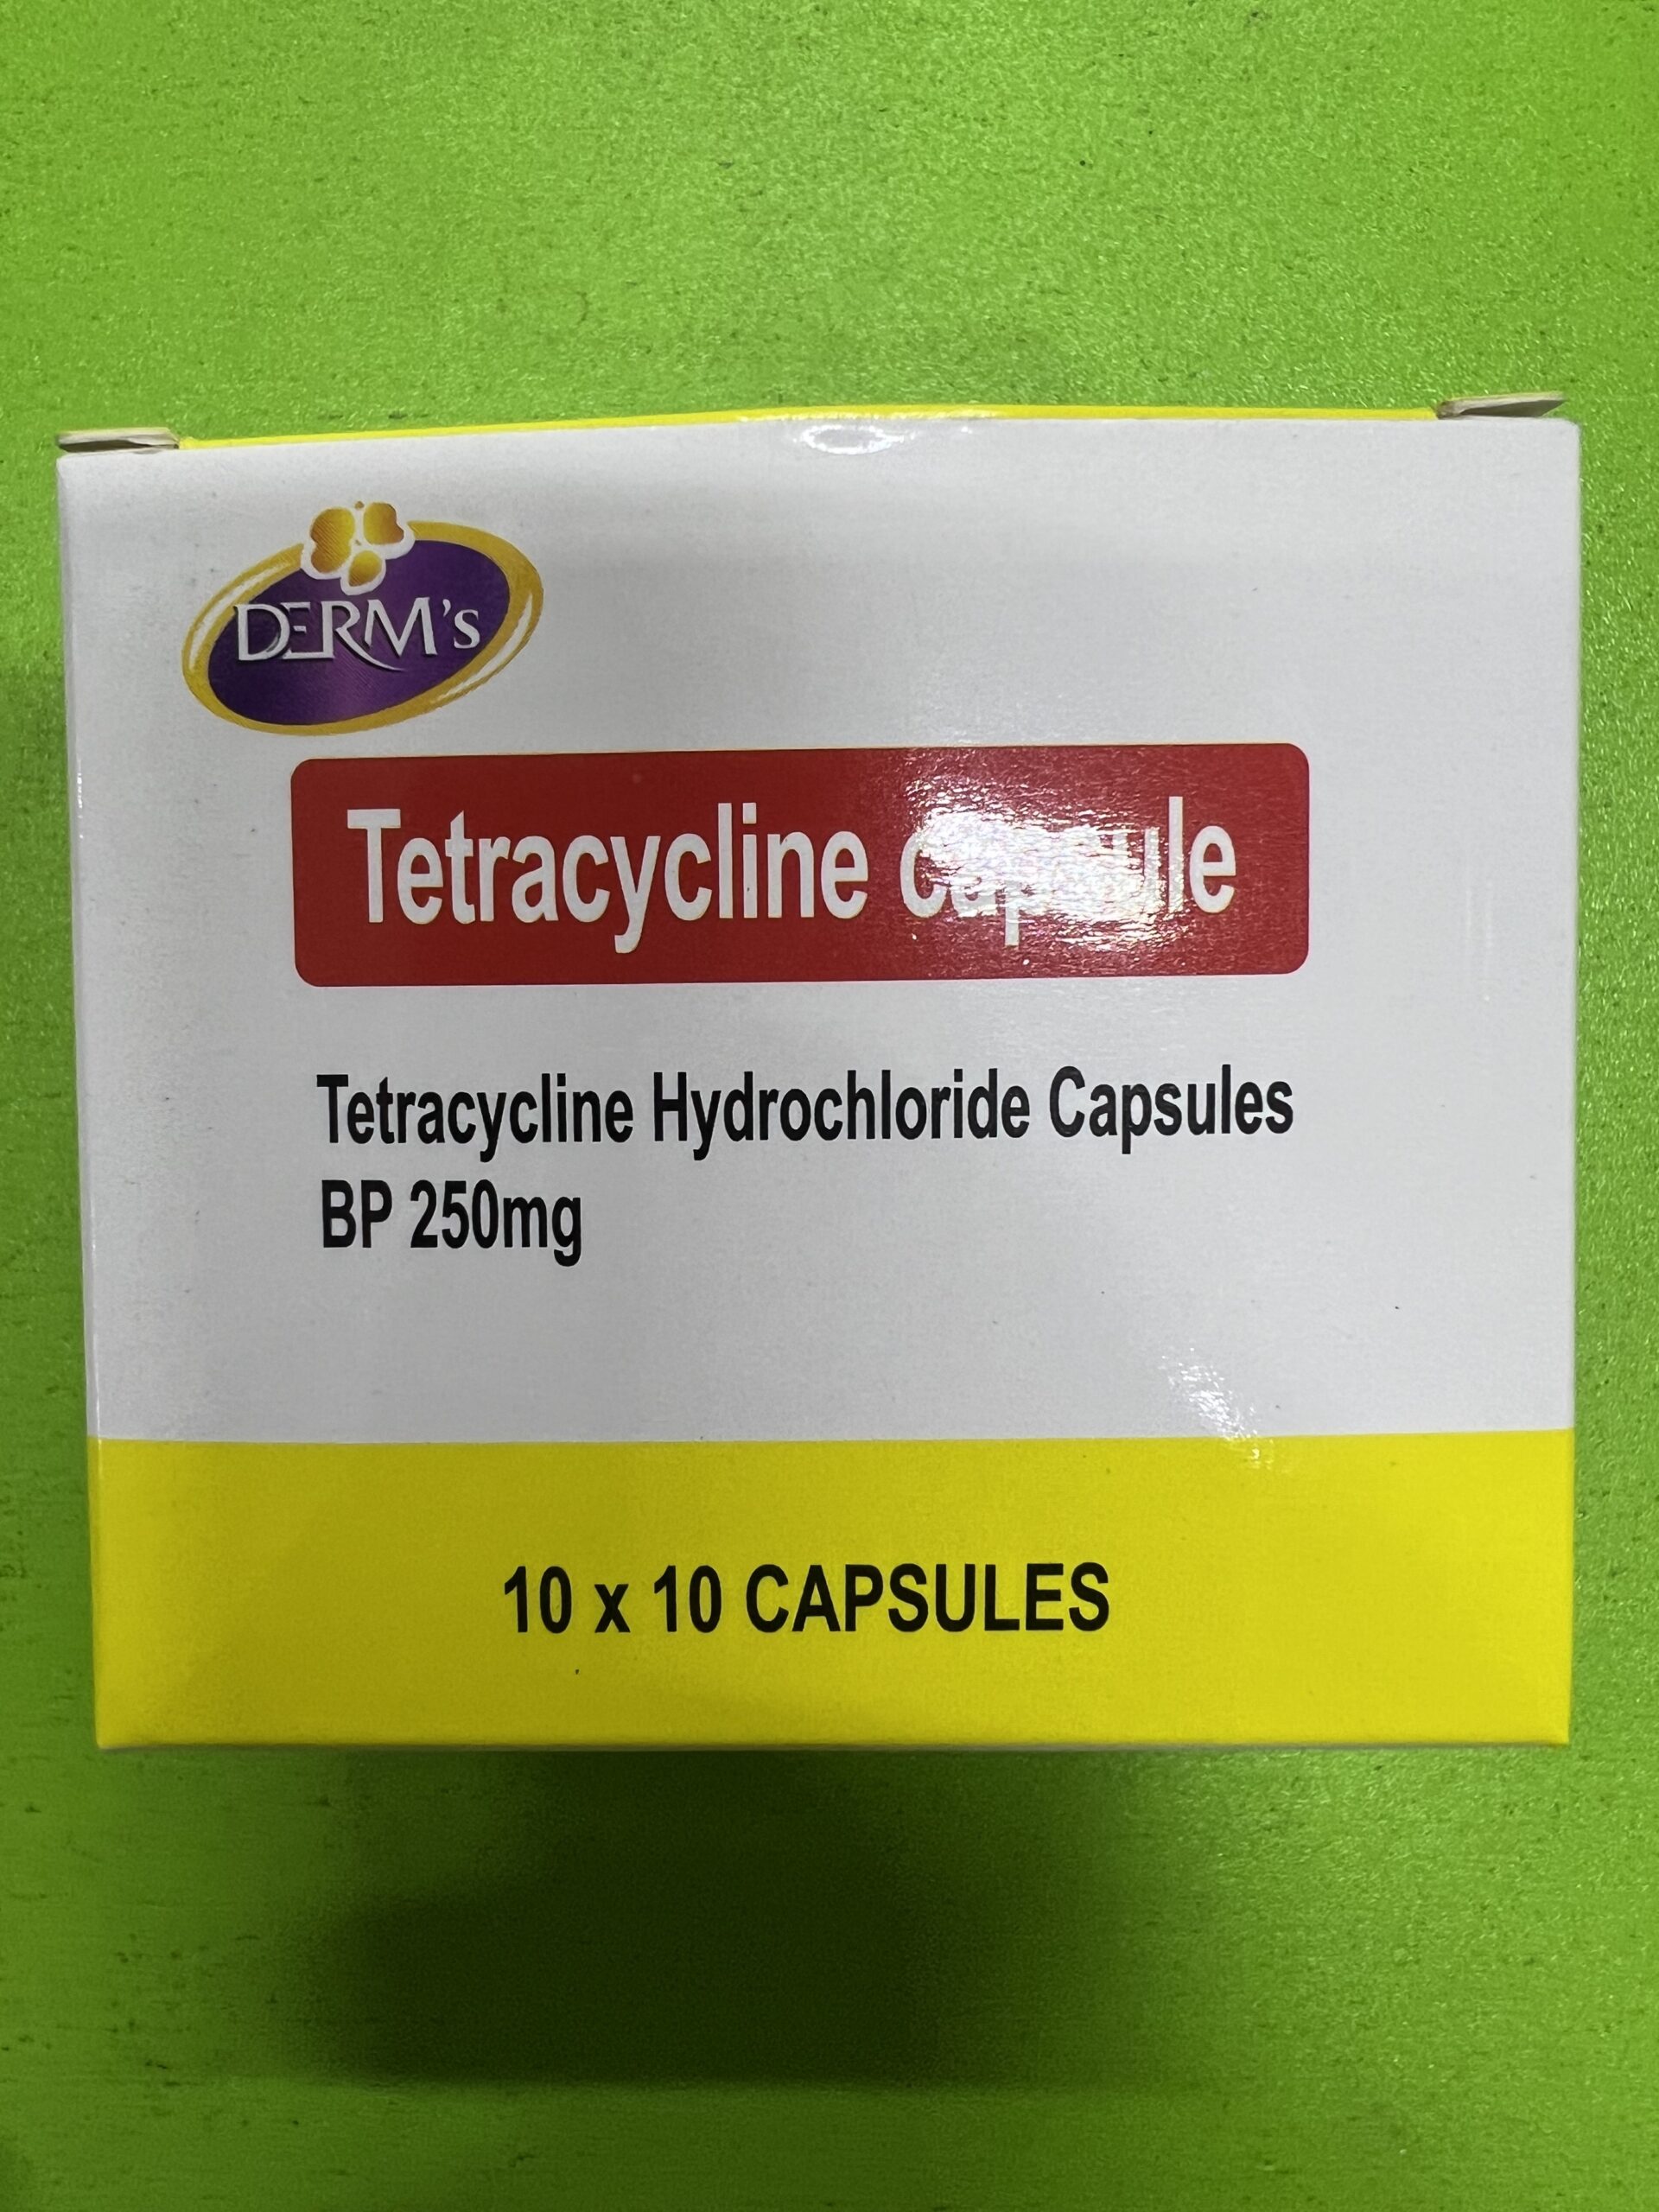 DERM's
Tetracycline capsule
Tetracycline Hydrochloride Capsules
BP 250mg
10 x 10 CAPSULES